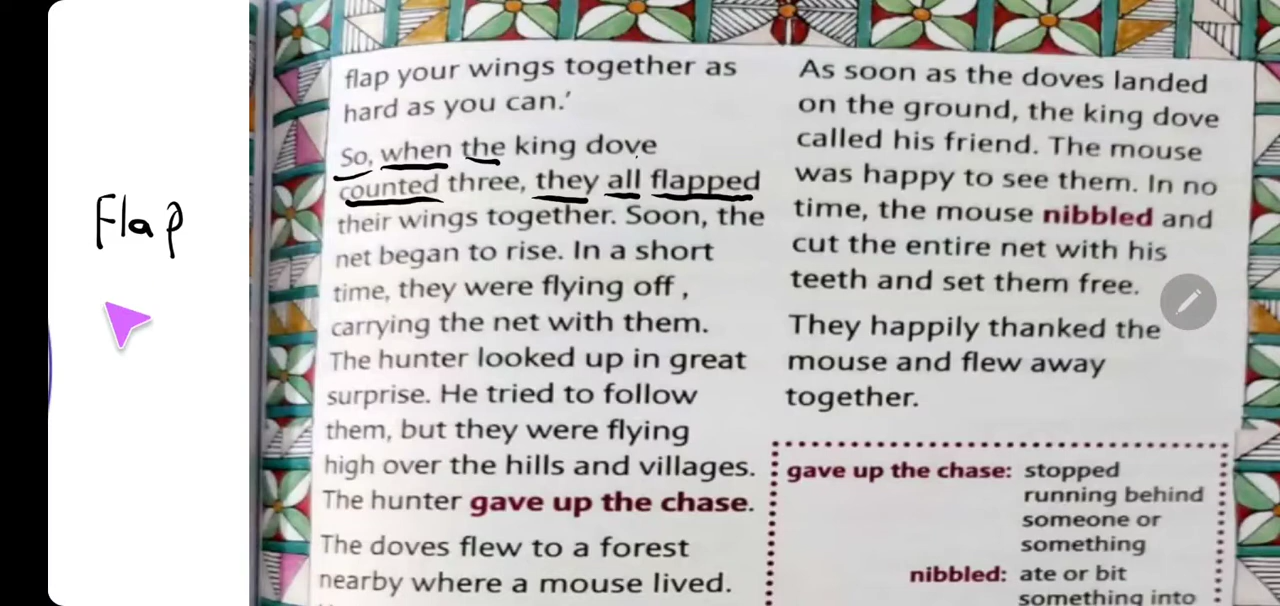 Flap
flap your wings together as
hard as you can.'
So, when the king dove
counted three, they all flapped
their wings together. Soon, the
net began to rise. In a short
time, they were flying off ,
carrying the net with them.
The hunter looked up in great
surprise. He tried to follow
them, but they were flying
high over the hills and villages.
The hunter gave up the chase.
The doves flew to a forest
nearby where a mouse lived.
As soon as the doves landed
on the ground, the king dove
called his friend. The mouse
was happy to see them. In no
time, the mouse nibbled and
cut the entire net with his
teeth and set them free.
They happily thanked the
mouse and flew away
together.
gave up the chase: stopped
running behind
someone or
something
nibbled: ate or bit
something into